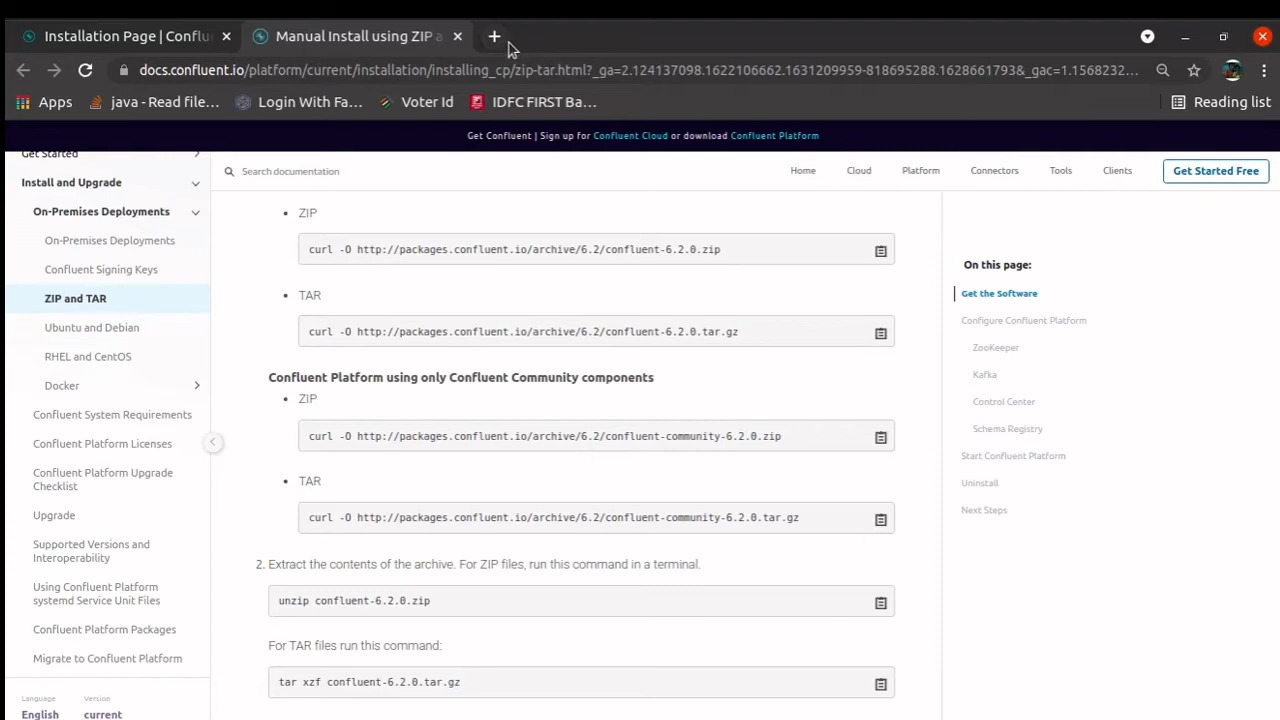 Installation Page | Conflu
Manual Install using ZIP a
docs.confluent.io/platform/current/installation/installing_cp/zip-tar.html?_ga=2.124137098.1622106662.1631209959-818695288.1628661793&_gac=1.1568232...
Apps
java - Read file...
Login With Fa...
Voter Id
IDFC FIRST Ba...
Reading list
Get Confluent | Sign up for Confluent Cloud or download Confluent Platform
Get Started
Install and Upgrade
On-Premises Deployments
On-Premises Deployments
Confluent Signing Keys
ZIP and TAR
Ubuntu and Debian
RHEL and CentOS
Docker
Confluent System Requirements
Confluent Platform Licenses
Confluent Platform Upgrade
Checklist
Upgrade
Supported Versions and
Interoperability
Using Confluent Platform
systemd Service Unit Files
Confluent Platform Packages
Migrate to Confluent Platform
Language
Version
English
current
Search documentation
Home
Cloud
Platform
Connectors
Tools
Clients
Get Started Free
ZIP
curl -O http://packages.confluent.io/archive/6.2/confluent-6.2.0.zip
TAR
curl -O http://packages.confluent.io/archive/6.2/confluent-6.2.0.tar.gz
Confluent Platform using only Confluent Community components
ZIP
curl -O http://packages.confluent.io/archive/6.2/confluent-community-6.2.0.zip
TAR
curl -O http://packages.confluent.io/archive/6.2/confluent-community-6.2.0.tar.gz
2. Extract the contents of the archive. For ZIP files, run this command in a terminal.
unzip confluent-6.2.0.zip
For TAR files run this command:
tar xzf confluent-6.2.0.tar.gz
On this page:
Get the Software
Configure Confluent Platform
ZooKeeper
Kafka
Control Center
Schema Registry
Start Confluent Platform
Uninstall
Next Steps